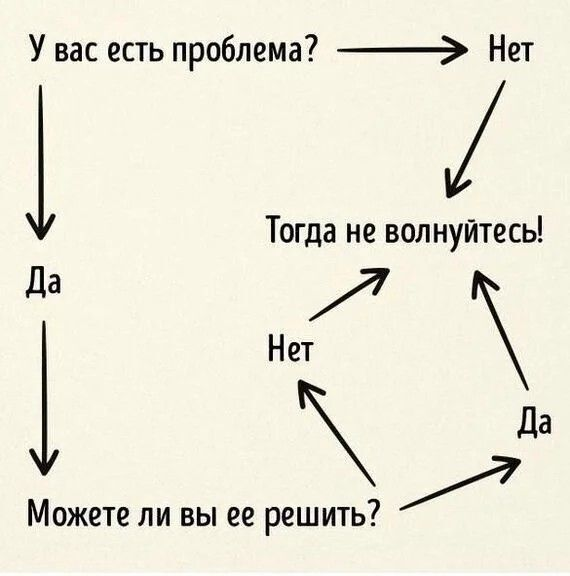 У вас есть проблема?
Нет
Тогда не волнуйтесь!
Да
Нет
Да
Можете ли вы ее решить?